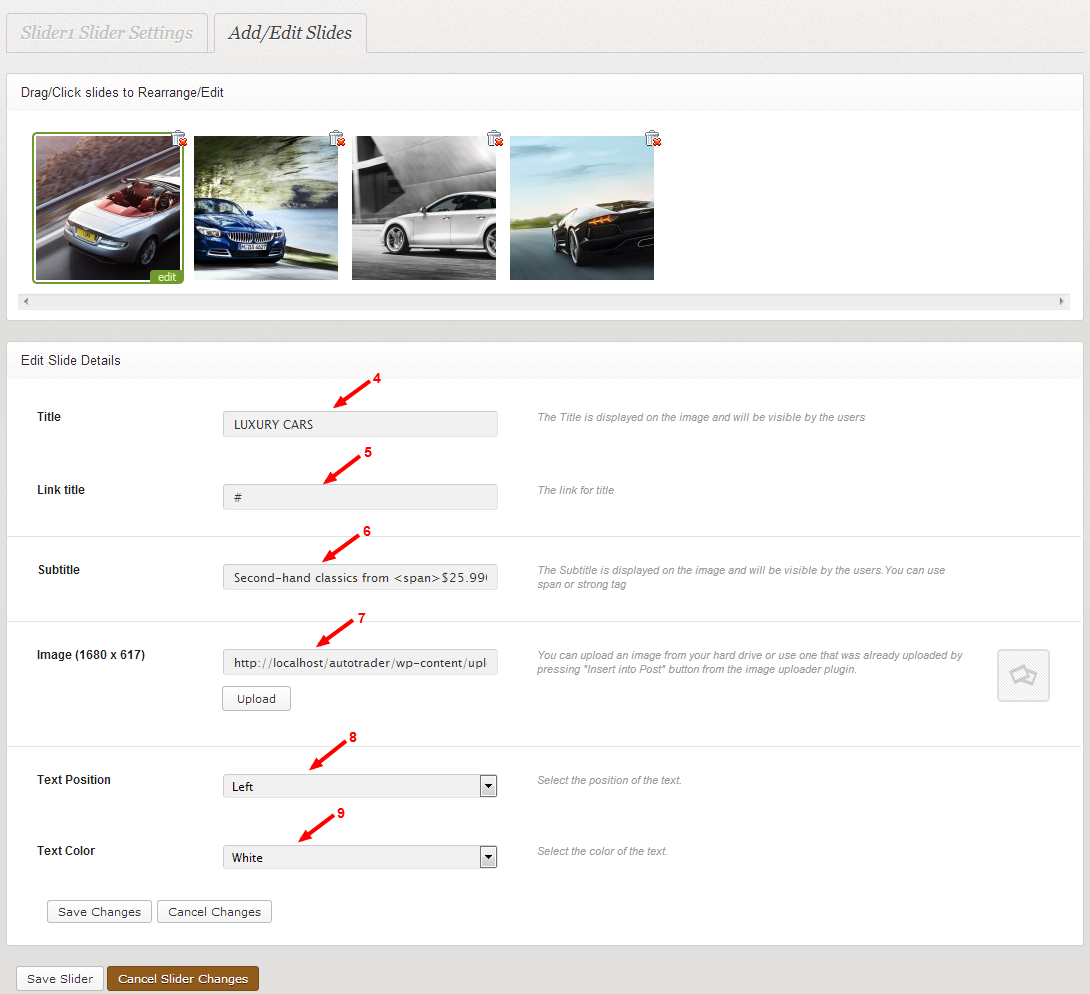 Slider1 Slider Settings
Add/Edit Slides
Drag/Click slides to Rearrange/Edit
edit
Edit Slide Details
4
Title
LUXURY CARS
The Title is displayed on the image and will be visible by the users
5
Link title
#
The link for title
6
Subtitle
Second-hand classics from <span>$25.99
The Subtitle is displayed on the image and will be visible by the users.You can use
span or strong tag
7
Image (1680 x 617)
http://localhost/autotrader/wp-content/uplo
You can upload an image from your hard drive or use one that was already uploaded by
pressing "Insert into Post" button from the image uploader plugin.
Upload
8
Text Position
Left
Select the position of the text.
9
Text Color
White
Select the color of the text.
Save Changes
Cancel Changes
Save Slider
Cancel Slider Changes